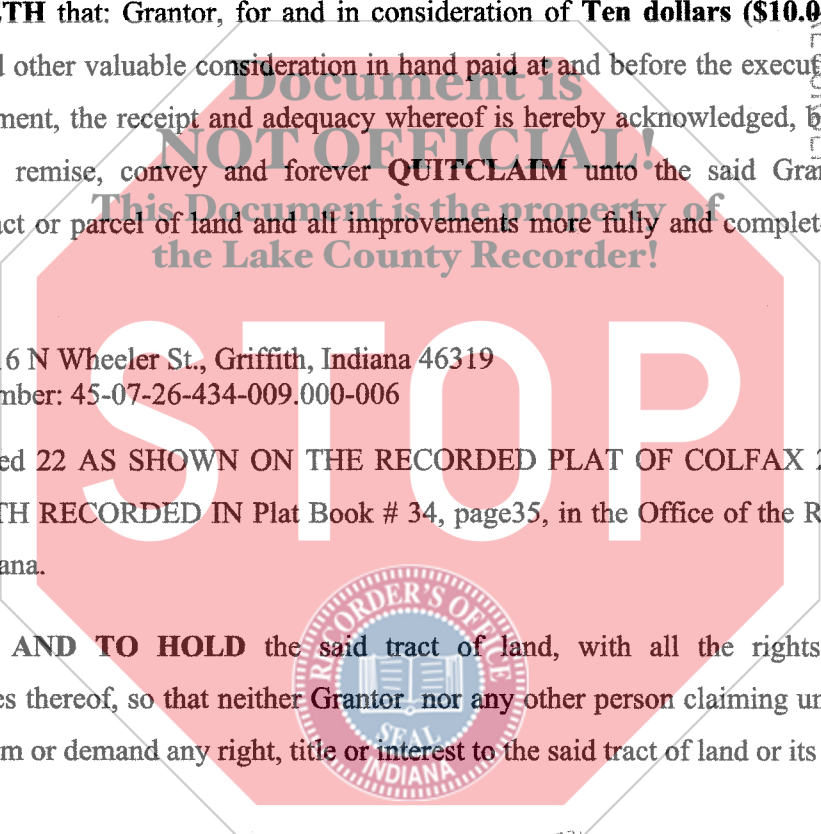 TH that: Grantor, for and in consideration of Ten dollars ($10.0
other valuable consideration in hand paid at and before the execut
ment, the receipt and adequacy whereof is hereby acknowledged, b
remise, convey and forever QUITCLAIM unto the said Gran
act or parcel of land and all improvements more fully and complet
Document is
NOT OFFICIAL!
This Document is the property of
the Lake County Recorder!
6 N Wheeler St., Griffith, Indiana 46319
mber: 45-07-26-434-009.000-006
STOP
ed 22 AS SHOWN ON THE RECORDED PLAT OF COLFAX 2
TH RECORDED IN Plat Book # 34, page35, in the Office of the R
ana.
AND TO HOLD the said tract of land, with all the rights
es thereof, so that neither Grantor nor any other person claiming un
m or demand any right, title or interest to the said tract of land or its
RECORDER'S OFFICE
SEAL
INDIANA